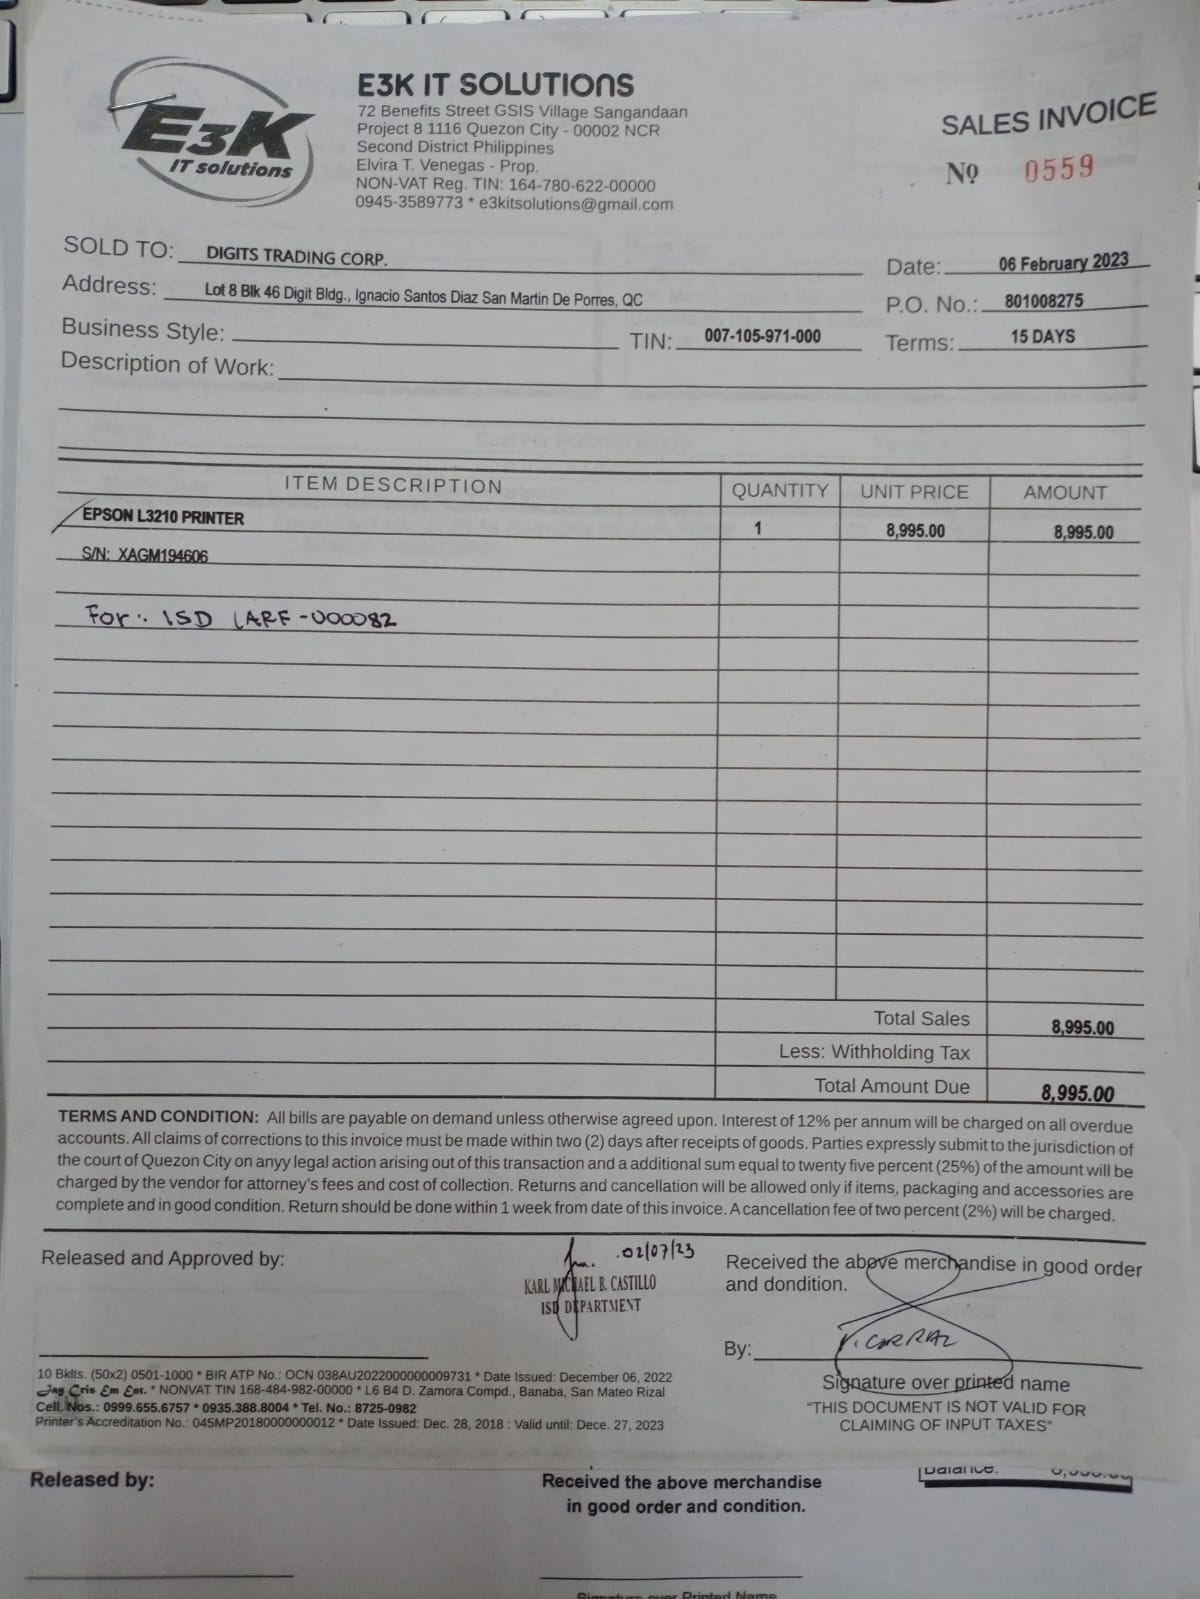 E3K
IT solutions
E3K IT SOLUTIONS
72 Benefits Street GSIS Village Sangandaan
Project 8 1116 Quezon City - 00002 NCR
Second District Philippines
Elvira T. Venegas - Prop.
NON-VAT Reg. TIN: 164-780-622-00000
0945-3589773 * e3kitsolutions@gmail.com
SALES INVOICE
Nº 0559
SOLD TO: DIGITS TRADING CORP.
Date: 06 February 2023
Address: Lot 8 Blk 46 Digit Bldg., Ignacio Santos Diaz San Martin De Porres, QC
P.O. No.: 801008275
Business Style: TIN: 007-105-971-000
Terms: 15 DAYS
Description of Work:
ITEM DESCRIPTION QUANTITY UNIT PRICE AMOUNT
EPSON L3210 PRINTER 1 8,995.00 8,995.00
S/N: XAGM194606
For: ISD (ARF-000082
Total Sales 8,995.00
Less: Withholding Tax
Total Amount Due 8,995.00
TERMS AND CONDITION: All bills are payable on demand unless otherwise agreed upon. Interest of 12% per annum will be charged on all overdue
accounts. All claims of corrections to this invoice must be made within two (2) days after receipts of goods. Parties expressly submit to the jurisdiction of
the court of Quezon City on anyy legal action arising out of this transaction and a additional sum equal to twenty five percent (25%) of the amount will be
charged by the vendor for attorney's fees and cost of collection. Returns and cancellation will be allowed only if items, packaging and accessories are
complete and in good condition. Return should be done within 1 week from date of this invoice. A cancellation fee of two percent (2%) will be charged.
Released and Approved by:
.02/07/23
KARL MICHAEL B. CASTILLO
ISD DEPARTMENT
Received the above merchandise in good order
and dondition.
By: V. CORRAL
Signature over printed name
"THIS DOCUMENT IS NOT VALID FOR
CLAIMING OF INPUT TAXES"
10 Bklts. (50x2) 0501-1000 * BIR ATP No.: OCN 038AU2022000000009731 * Date Issued: December 06, 2022
Jay Cris Em Ent. * NONVAT TIN 168-484-982-00000 * L6 B4 D. Zamora Compd., Banaba, San Mateo Rizal
Cell. Nos.: 0999.655.6757 * 0935.388.8004 * Tel. No.: 8725-0982
Printer's Accreditation No.: 045MP20180000000012 * Date Issued: Dec. 28, 2018 : Valid until: Dece. 27, 2023
Released by:
Received the above merchandise
in good order and condition.
Balance:
Signature over Printed Name